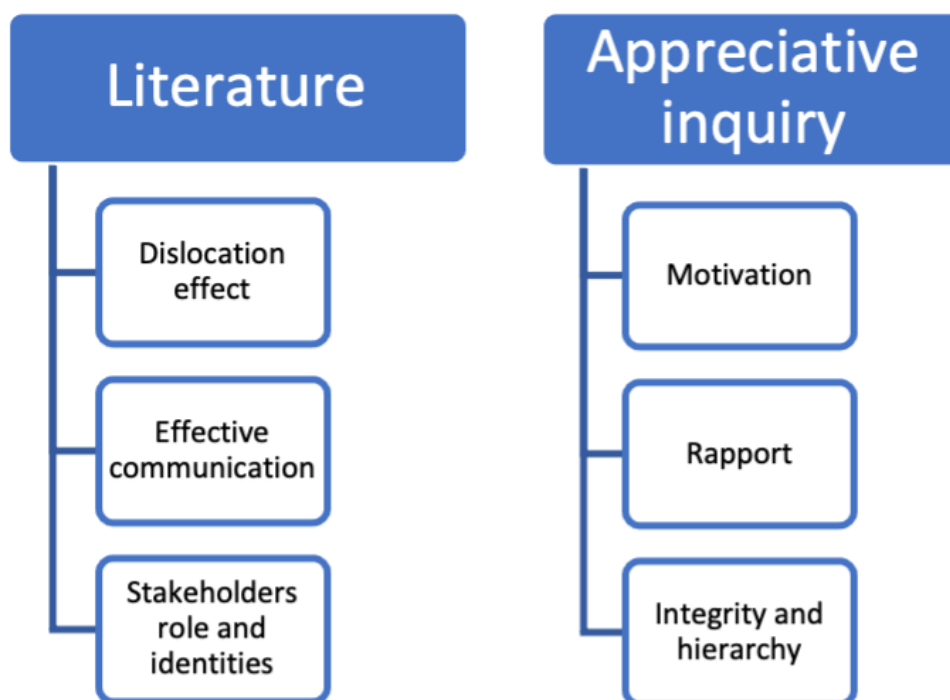 Literature
Dislocation
effect
Effective
communication
Stakeholders
role and
identities
Appreciative
inquiry
Motivation
Rapport
Integrity and
hierarchy